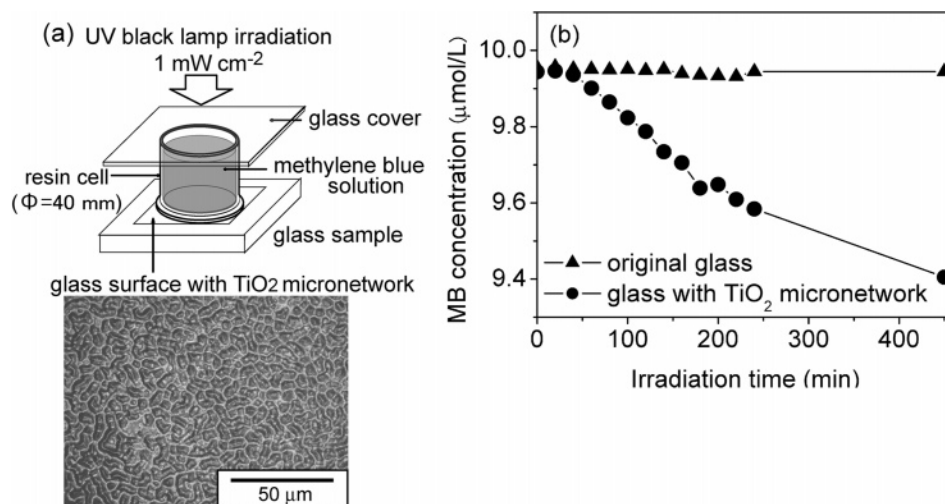 (a)
UV black lamp irradiation
1 mW cm-2
glass cover
methylene blue
solution
resin cell
(Φ=40 mm)
glass sample
glass surface with TiO2 micronetwork
50 μm
(b)
MB concentration (μmol/L)
10.0
9.8
9.6
9.4
original glass
glass with TiO2 micronetwork
0 100 200 300 400
Irradiation time (min)